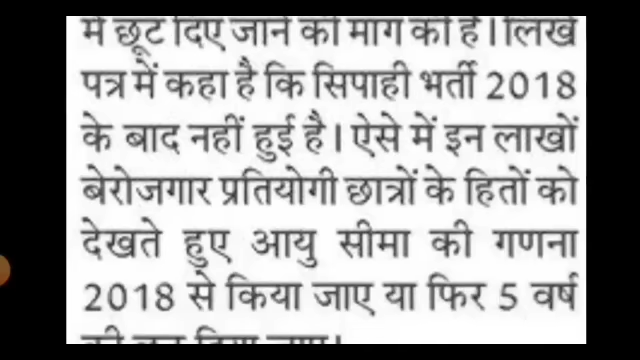 में छूट दिए जाने की मांग की है। लिखे
पत्र में कहा है कि सिपाही भर्ती 2018
के बाद नहीं हुई है। ऐसे में इन लाखों
बेरोजगार प्रतियोगी छात्रों के हितों को
देखते हुए आयु सीमा की गणना
2018 से किया जाए या फिर 5 वर्ष